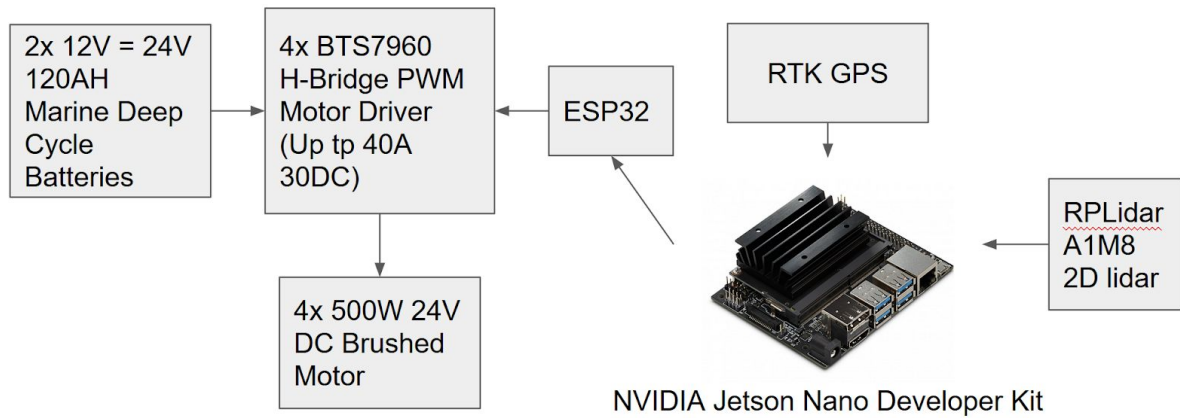 2x 12V = 24V
120AH
Marine Deep
Cycle
Batteries
4x BTS7960
H-Bridge PWM
Motor Driver
(Up tp 40A
30DC)
ESP32
RTK GPS
RPLidar
A1M8
2D lidar
4x 500W 24V
DC Brushed
Motor
NVIDIA Jetson Nano Developer Kit